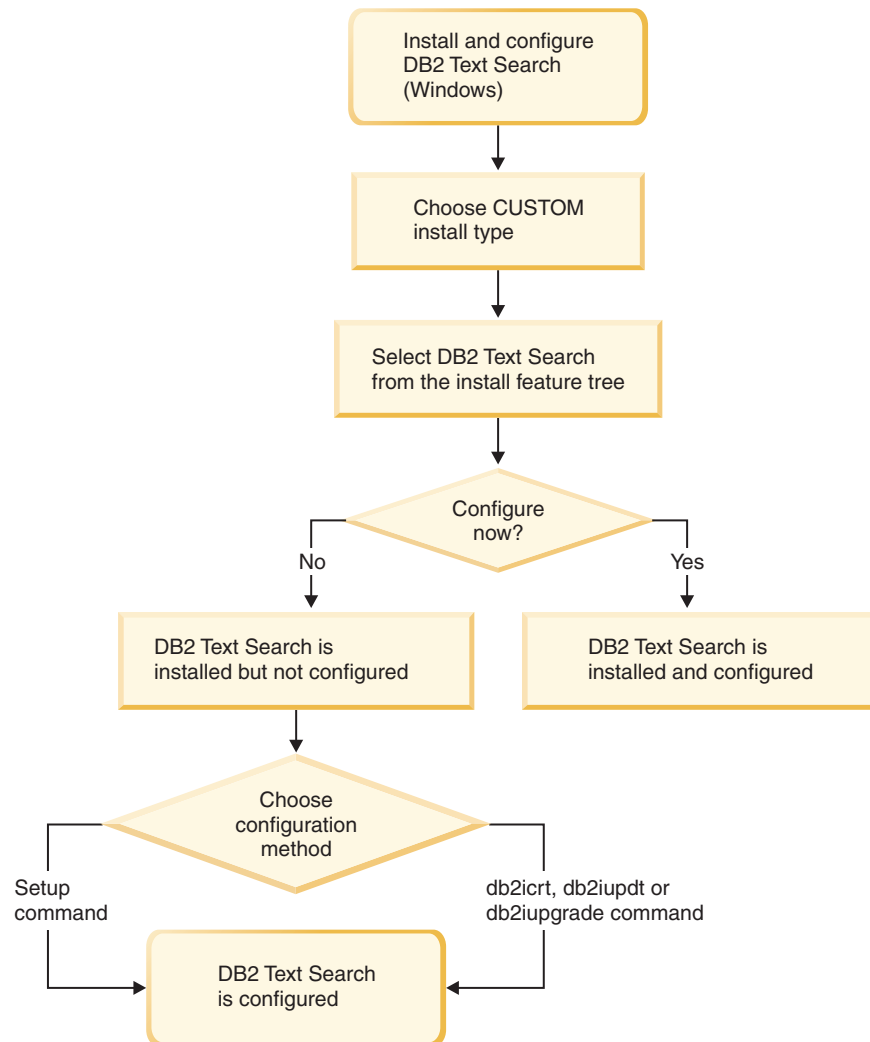 Install and configure
DB2 Text Search
(Windows)
Choose CUSTOM
install type
Select DB2 Text Search
from the install feature tree
Configure
now?
No
Yes
DB2 Text Search is
installed but not configured
DB2 Text Search is
installed and configured
Choose
configuration
method
Setup
command
db2icrt, db2iupdt or
db2iupgrade command
DB2 Text Search
is configured